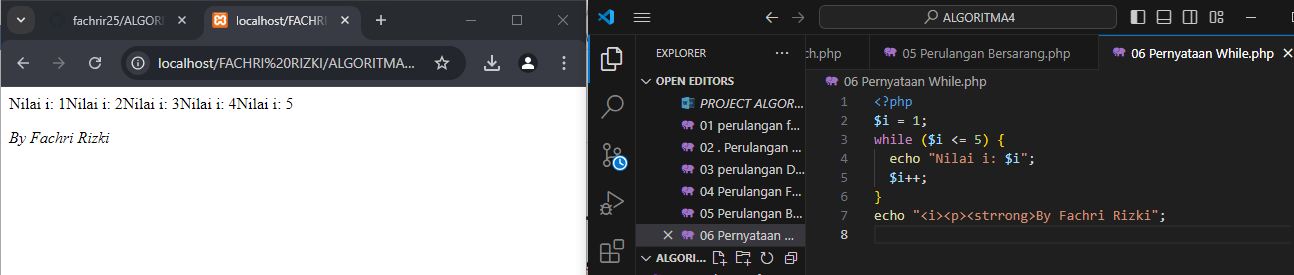 fachrir25/ALGOR
localhost/FACHRI
localhost/FACHRI%20RIZKI/ALGORITMA...
Nilai i: 1Nilai i: 2Nilai i: 3Nilai i: 4Nilai i: 5
By Fachri Rizki
ALGORITMA4
EXPLORER
OPEN EDITORS
PROJECT ALGOR...
01 perulangan f...
02 . Perulangan ...
03 perulangan D...
04 Perulangan F...
05 Perulangan B...
06 Pernyataan ...
ALGORI...
ch.php
05 Perulangan Bersarang.php
06 Pernyataan While.php
06 Pernyataan While.php
1 <?php
2 $i = 1;
3 while ($i <= 5) {
4 echo "Nilai i: $i";
5 $i++;
6 }
7 echo "<i><p><strrong>By Fachri Rizki";
8